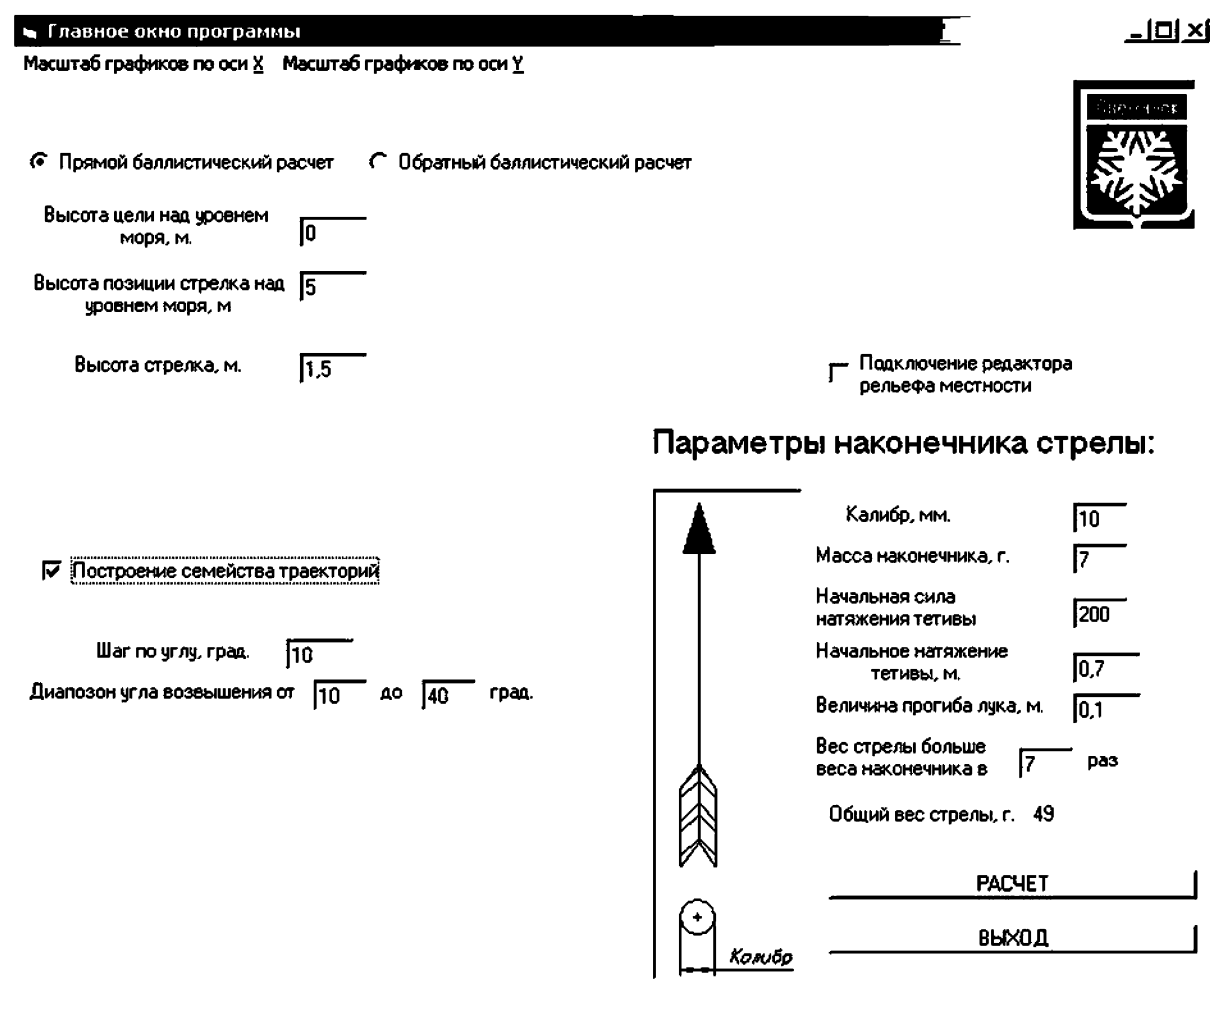 Главное окно программы
Масштаб графиков по оси X Масштаб графиков по оси Y
Прямой баллистический расчет Обратный баллистический расчет
Высота цели над уровнем
моря, м. 0
Высота позиции стрелка над
уровнем моря, м 5
Высота стрелка, м. 1,5
Подключение редактора
рельефа местности
Параметры наконечника стрелы:
Калибр, мм. 10
Масса наконечника, г. 7
Начальная сила
натяжения тетивы 200
Начальное натяжение
тетивы, м. 0,7
Величина прогиба лука, м. 0,1
Вес стрелы больше
веса наконечника в 7 раз
Общий вес стрелы, г. 49
Построение семейства траекторий
Шаг по углу, град. 10
Диапозон угла возвышения от 10 до 40 град.
Калибр
РАСЧЕТ
ВЫХОД